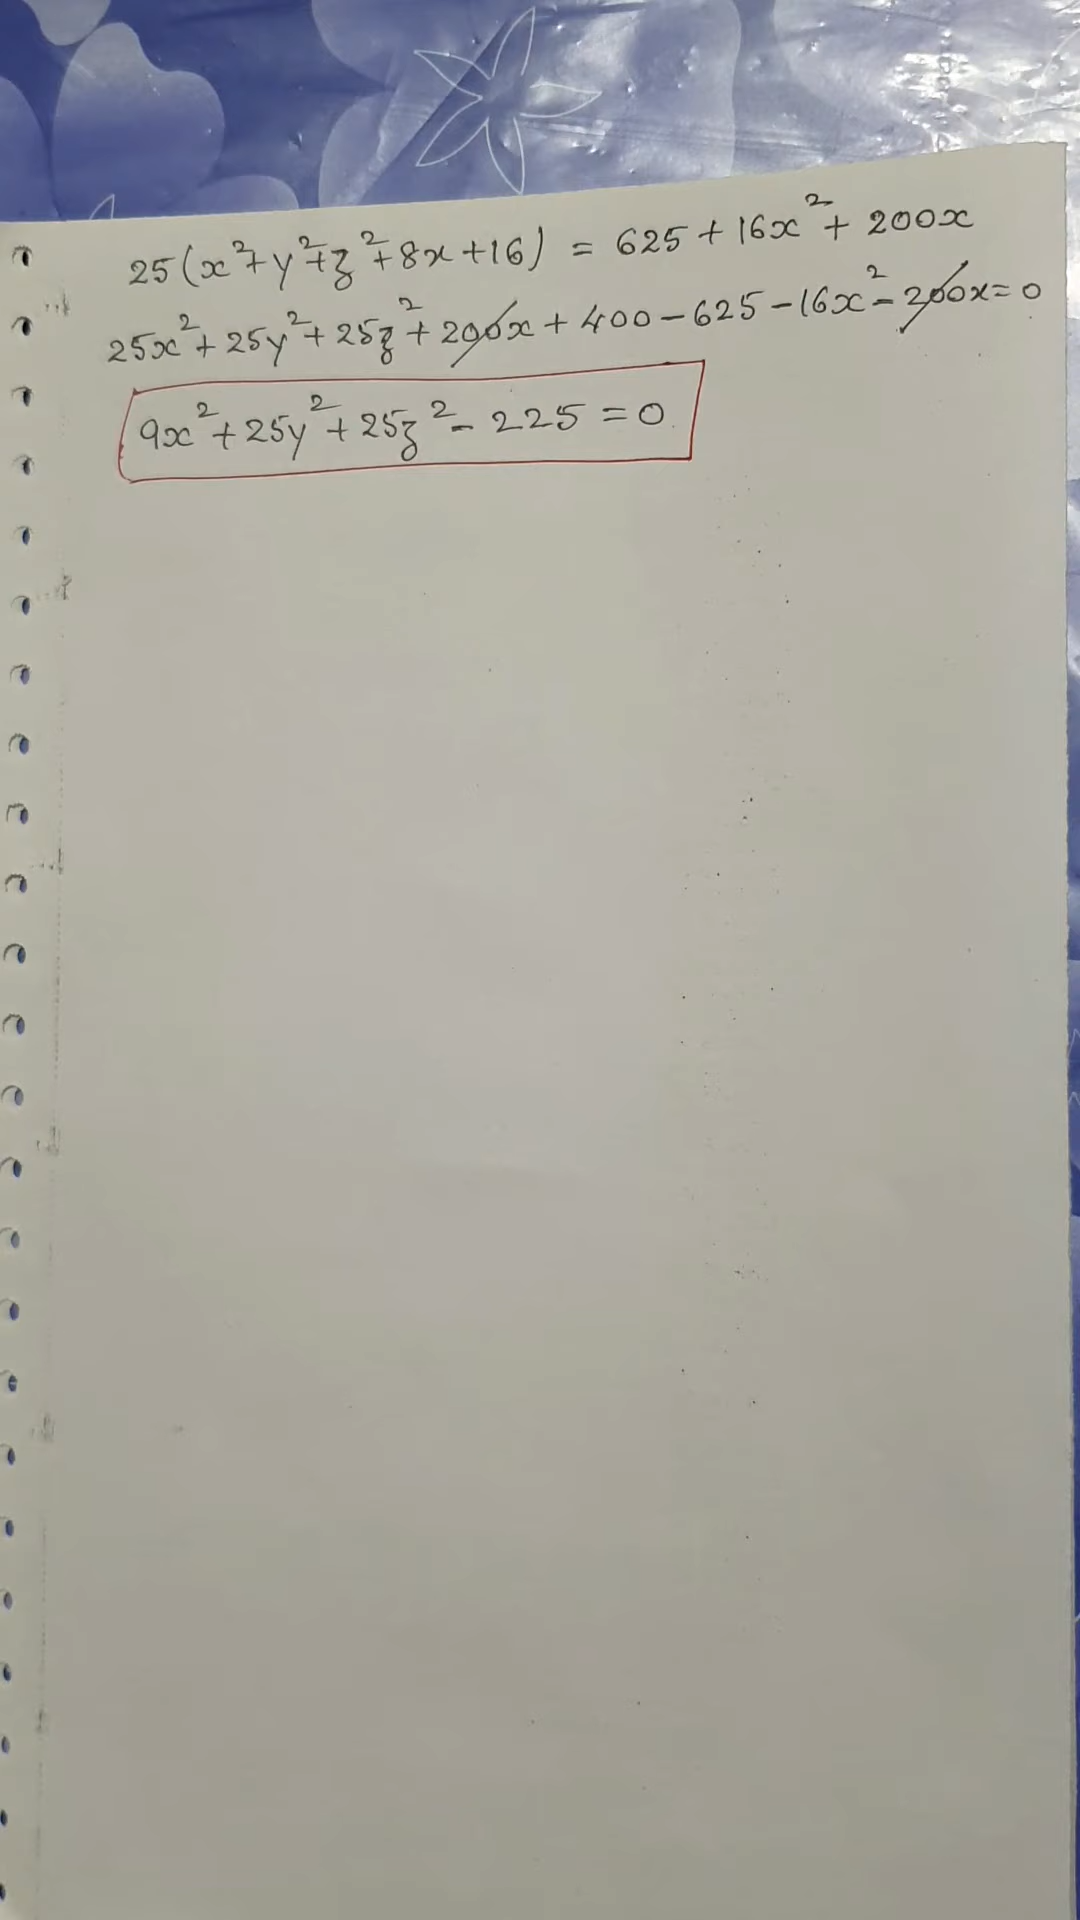 25(x²+y²+z²+8x+16) = 625+16x²+200x
25x²+25y²+25z²+200x+400-625-16x²-200x=0
9x²+25y²+25z²-225=0